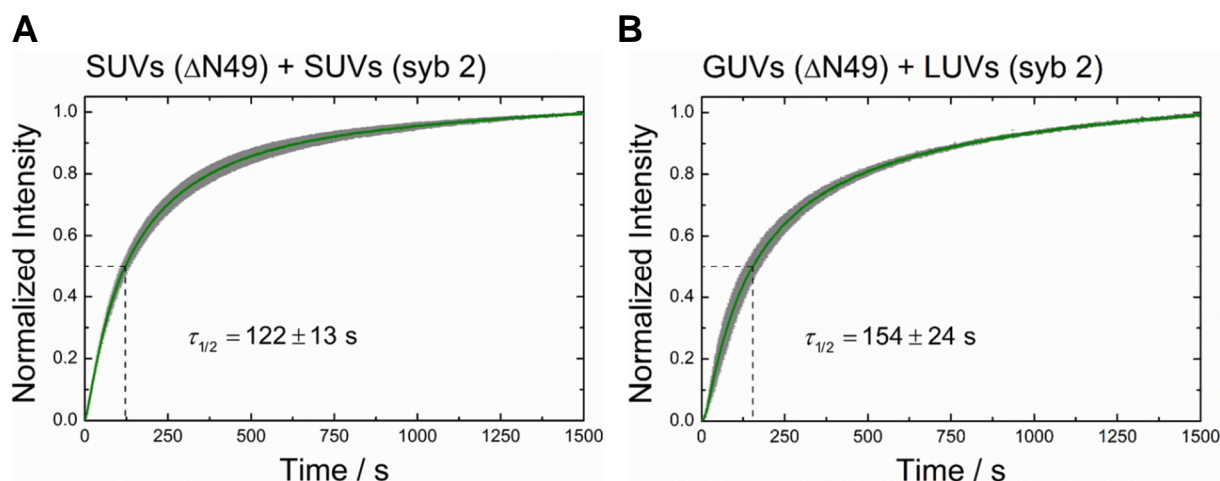 A
SUVs (ΔN49) + SUVs (syb 2)
Normalized Intensity
1.0
0.8
0.6
0.4
0.2
0.0
τ1/2 = 122 ± 13 s
0 250 500 750 1000 1250 1500
Time / s
B
GUVs (ΔN49) + LUVs (syb 2)
Normalized Intensity
1.0
0.8
0.6
0.4
0.2
0.0
τ1/2 = 154 ± 24 s
0 250 500 750 1000 1250 1500
Time / s